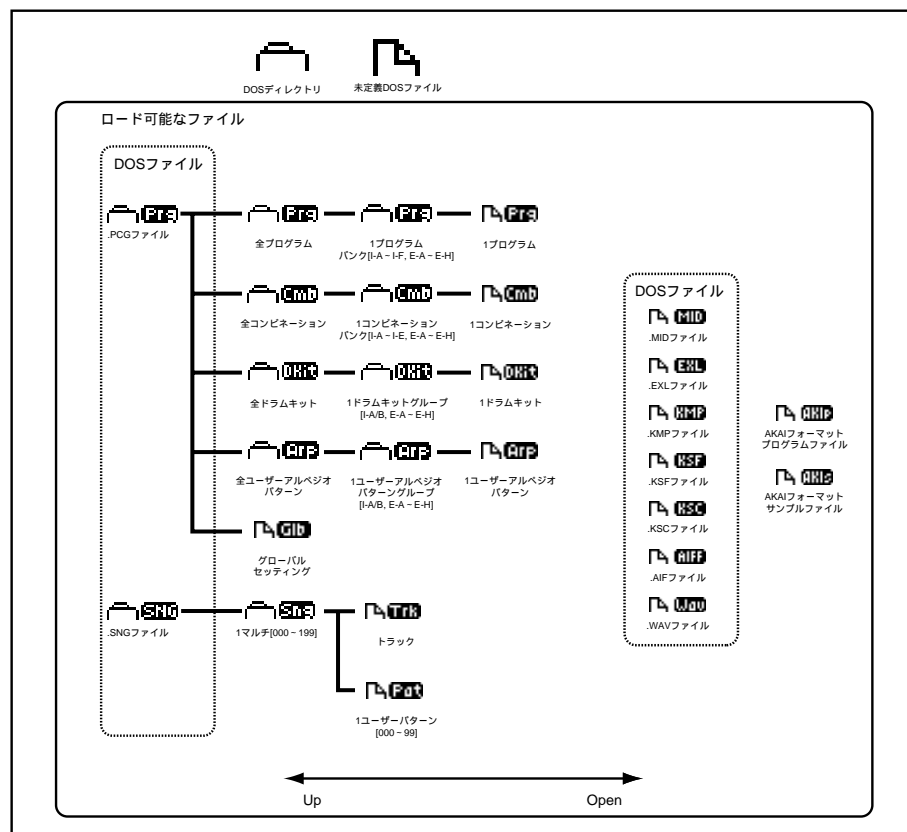 DOSディレクトリ
未定義DOSファイル
ロード可能なファイル
DOSファイル
Prg
.PCGファイル
Prg
全プログラム
Prg
1プログラム
バンク[I-A~I-F, E-A~E-H]
Prg
1プログラム
Cmb
全コンビネーション
Cmb
1コンビネーション
バンク[I-A~I-E, E-A~E-H]
Cmb
1コンビネーション
DKit
全ドラムキット
DKit
1ドラムキットグループ
[I-A/B, E-A~E-H]
DKit
1ドラムキット
Arp
全ユーザーアルペジオ
パターン
Arp
1ユーザーアルペジオ
パターングループ
[I-A/B, E-A~E-H]
Arp
1ユーザーアルペジオ
パターン
Glb
グローバル
セッティング
SNG
.SNGファイル
Sng
1マルチ[000~199]
Trk
トラック
Pat
1ユーザーパターン
[000~99]
DOSファイル
MID
.MIDファイル
EXL
.EXLファイル
KMP
.KMPファイル
KSF
.KSFファイル
KSC
.KSCファイル
AIFF
.AIFファイル
Wav
.WAVファイル
AKIp
AKAIフォーマット
プログラムファイル
AKIs
AKAIフォーマット
サンプルファイル
Up
Open